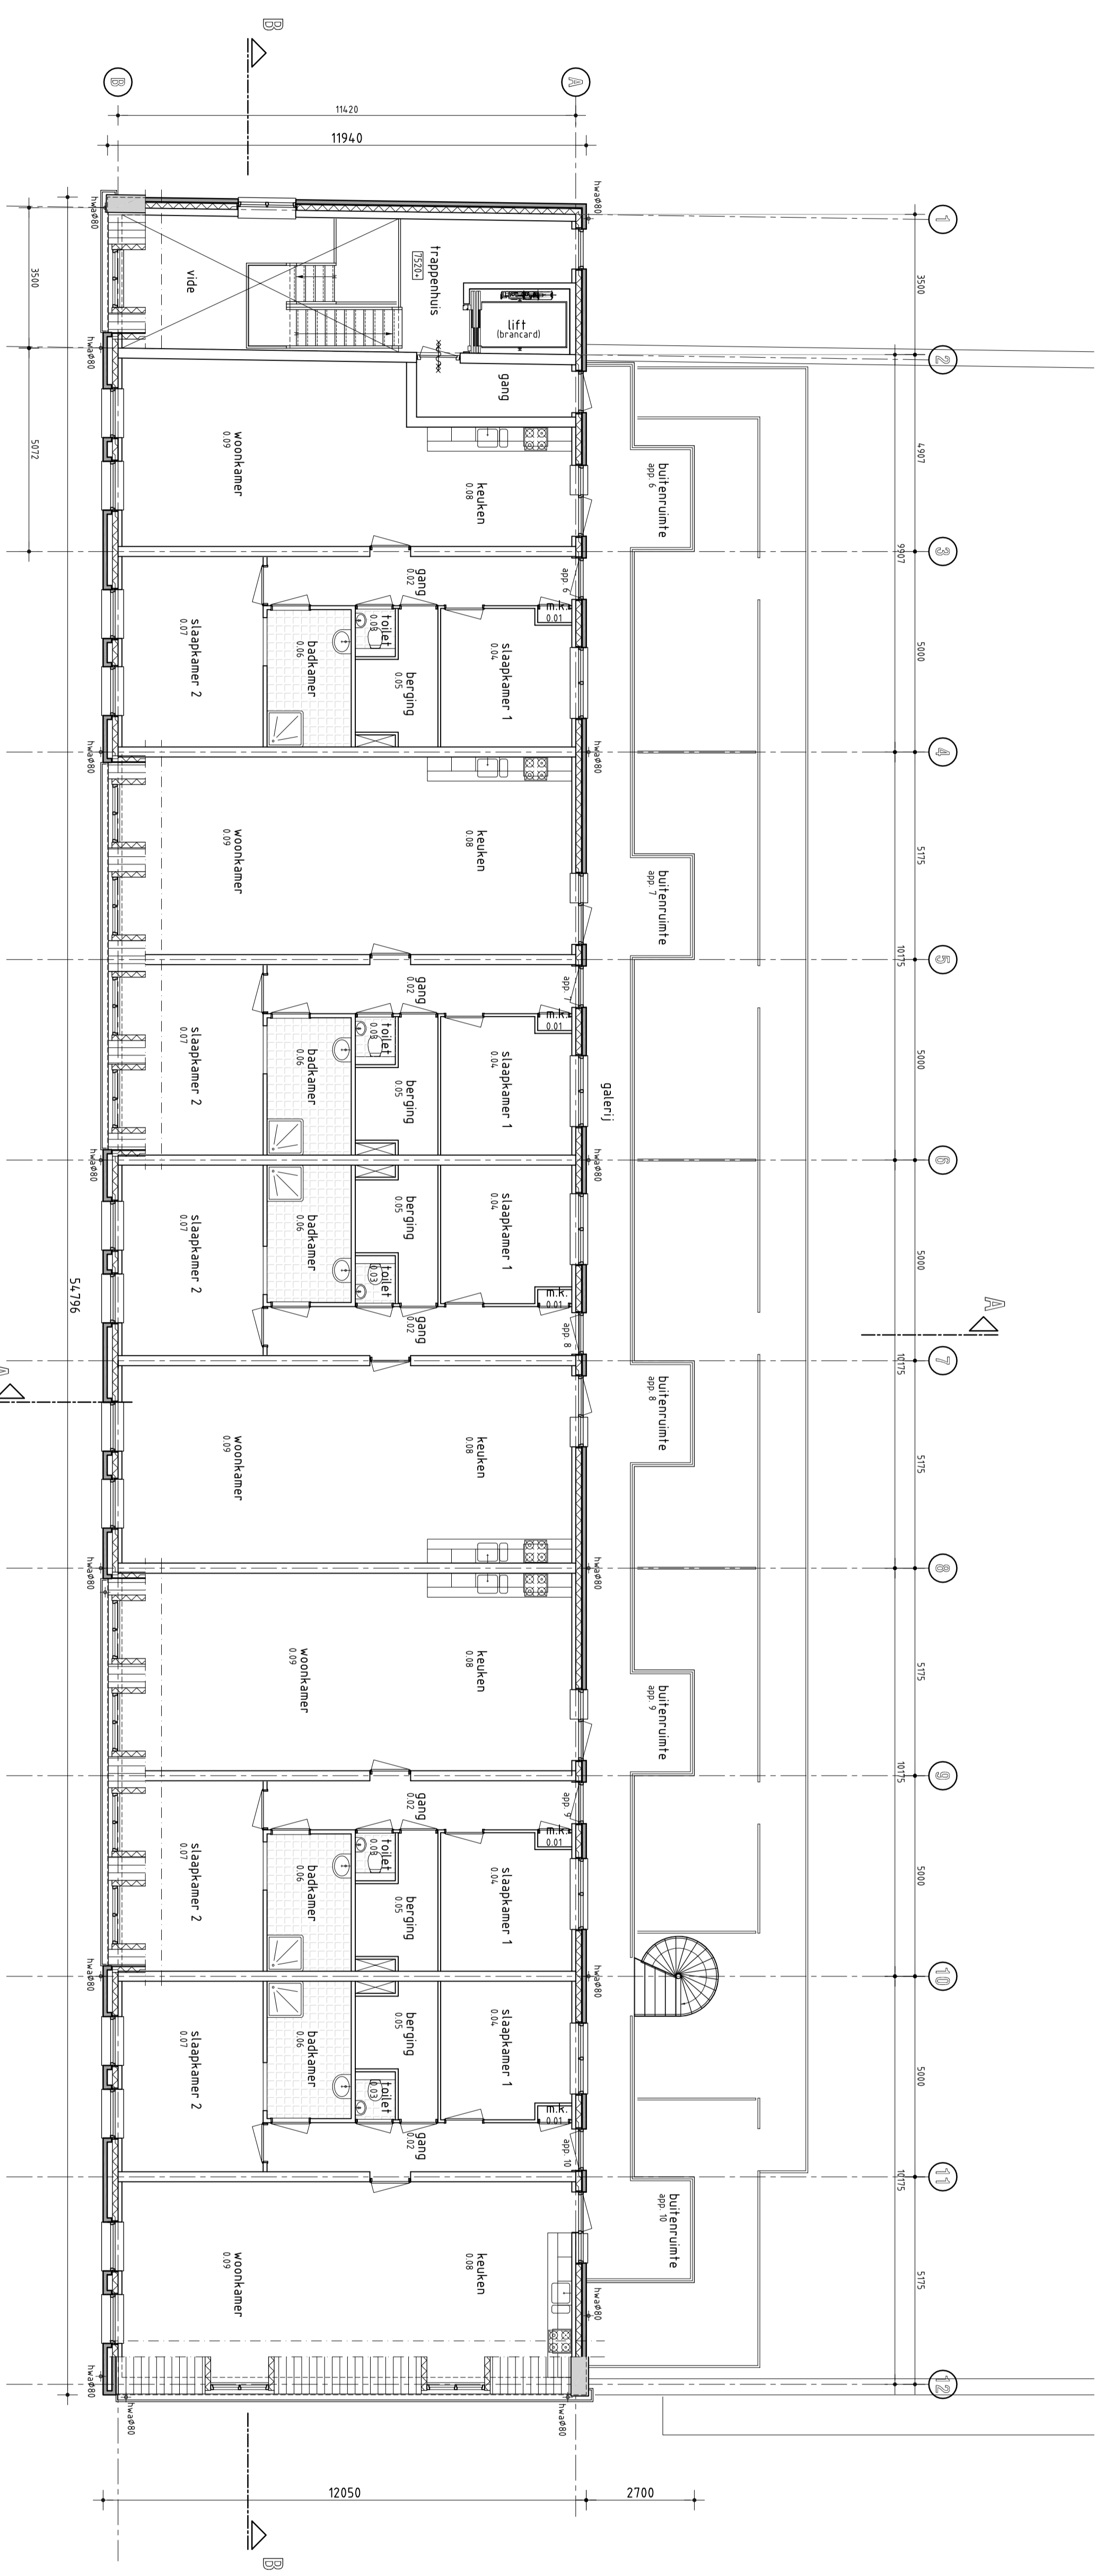 B
A
B
11420
11940
hwaø80
hwaø80
1
3500
3500
vide
trappenhuis
7520+
lift
(brancard)
2
gang
5072
4907
9907
woonkamer
0.09
keuken
0.08
buitenruimte
app. 6
3
gang
0.02
app. 6
m.k.
0.01
toilet
0.03
slaapkamer 2
0.07
badkamer
0.06
berging
0.05
slaapkamer 1
0.04
5000
hwaø80
hwaø80
4
woonkamer
0.09
keuken
0.08
5175
buitenruimte
app. 7
10175
5
gang
0.02
app. 7
m.k.
0.01
toilet
0.03
slaapkamer 2
0.07
badkamer
0.06
berging
0.05
slaapkamer 1
0.04
galerij
5000
hwaø80
hwaø80
6
slaapkamer 2
0.07
badkamer
0.06
berging
0.05
slaapkamer 1
0.04
5000
toilet
0.03
m.k.
0.01
gang
0.02
app. 8
54796
A
A
7
10175
buitenruimte
app. 8
woonkamer
0.09
keuken
0.08
5175
hwaø80
hwaø80
8
woonkamer
0.09
keuken
0.08
5175
buitenruimte
app. 9
10175
9
gang
0.02
app. 9
m.k.
0.01
toilet
0.03
slaapkamer 2
0.07
badkamer
0.06
berging
0.05
slaapkamer 1
0.04
5000
hwaø80
hwaø80
10
slaapkamer 2
0.07
badkamer
0.06
berging
0.05
slaapkamer 1
0.04
5000
toilet
0.03
m.k.
0.01
gang
0.02
app. 10
11
10175
buitenruimte
app. 10
woonkamer
0.09
keuken
0.08
5175
hwaø80
12
hwaø80
hwaø80
hwaø80
12050
2700
B